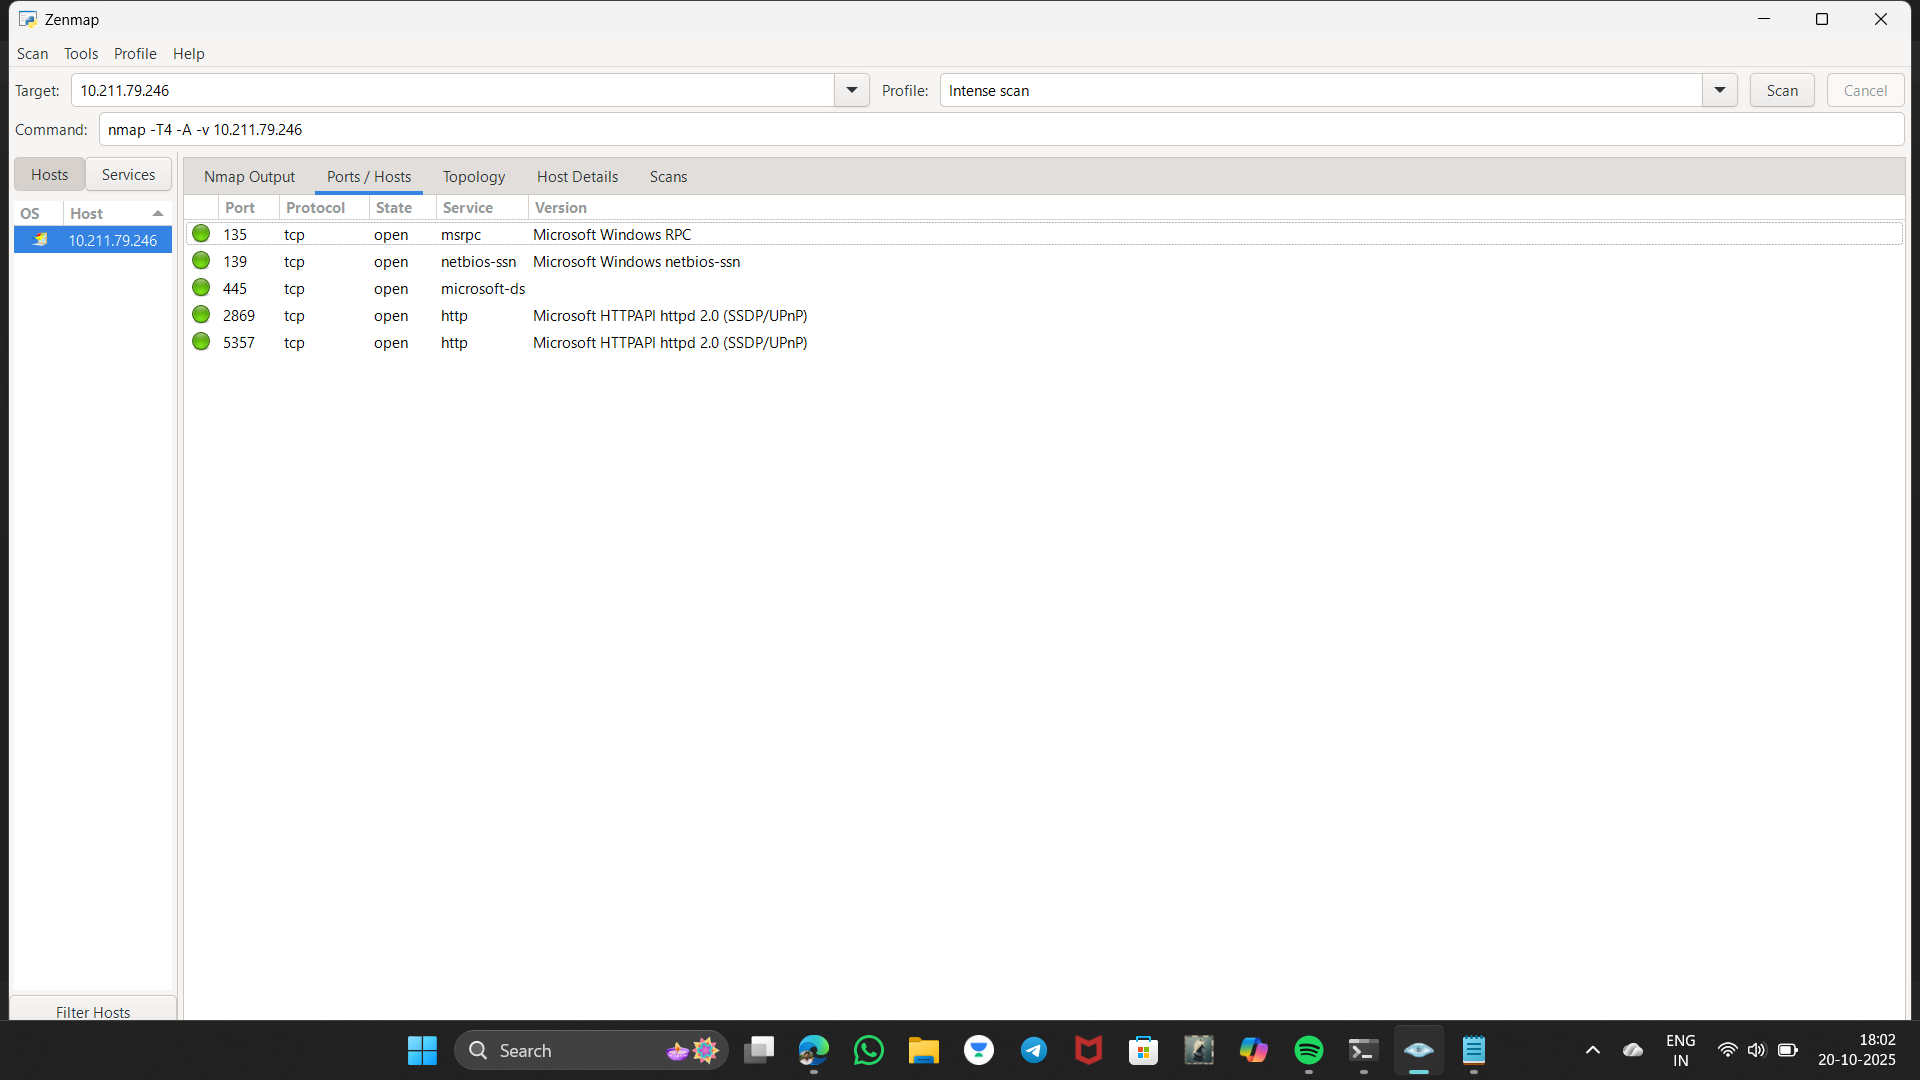 Zenmap
Scan Tools Profile Help
Target: 10.211.79.246 Profile: Intense scan Scan Cancel
Command: nmap -T4 -A -v 10.211.79.246
Hosts Services Nmap Output Ports / Hosts Topology Host Details Scans
OS Host Port Protocol State Service Version
10.211.79.246
135 tcp open msrpc Microsoft Windows RPC
139 tcp open netbios-ssn Microsoft Windows netbios-ssn
445 tcp open microsoft-ds
2869 tcp open http Microsoft HTTPAPI httpd 2.0 (SSDP/UPnP)
5357 tcp open http Microsoft HTTPAPI httpd 2.0 (SSDP/UPnP)
Filter Hosts
Search
ENG
IN
18:02
20-10-2025